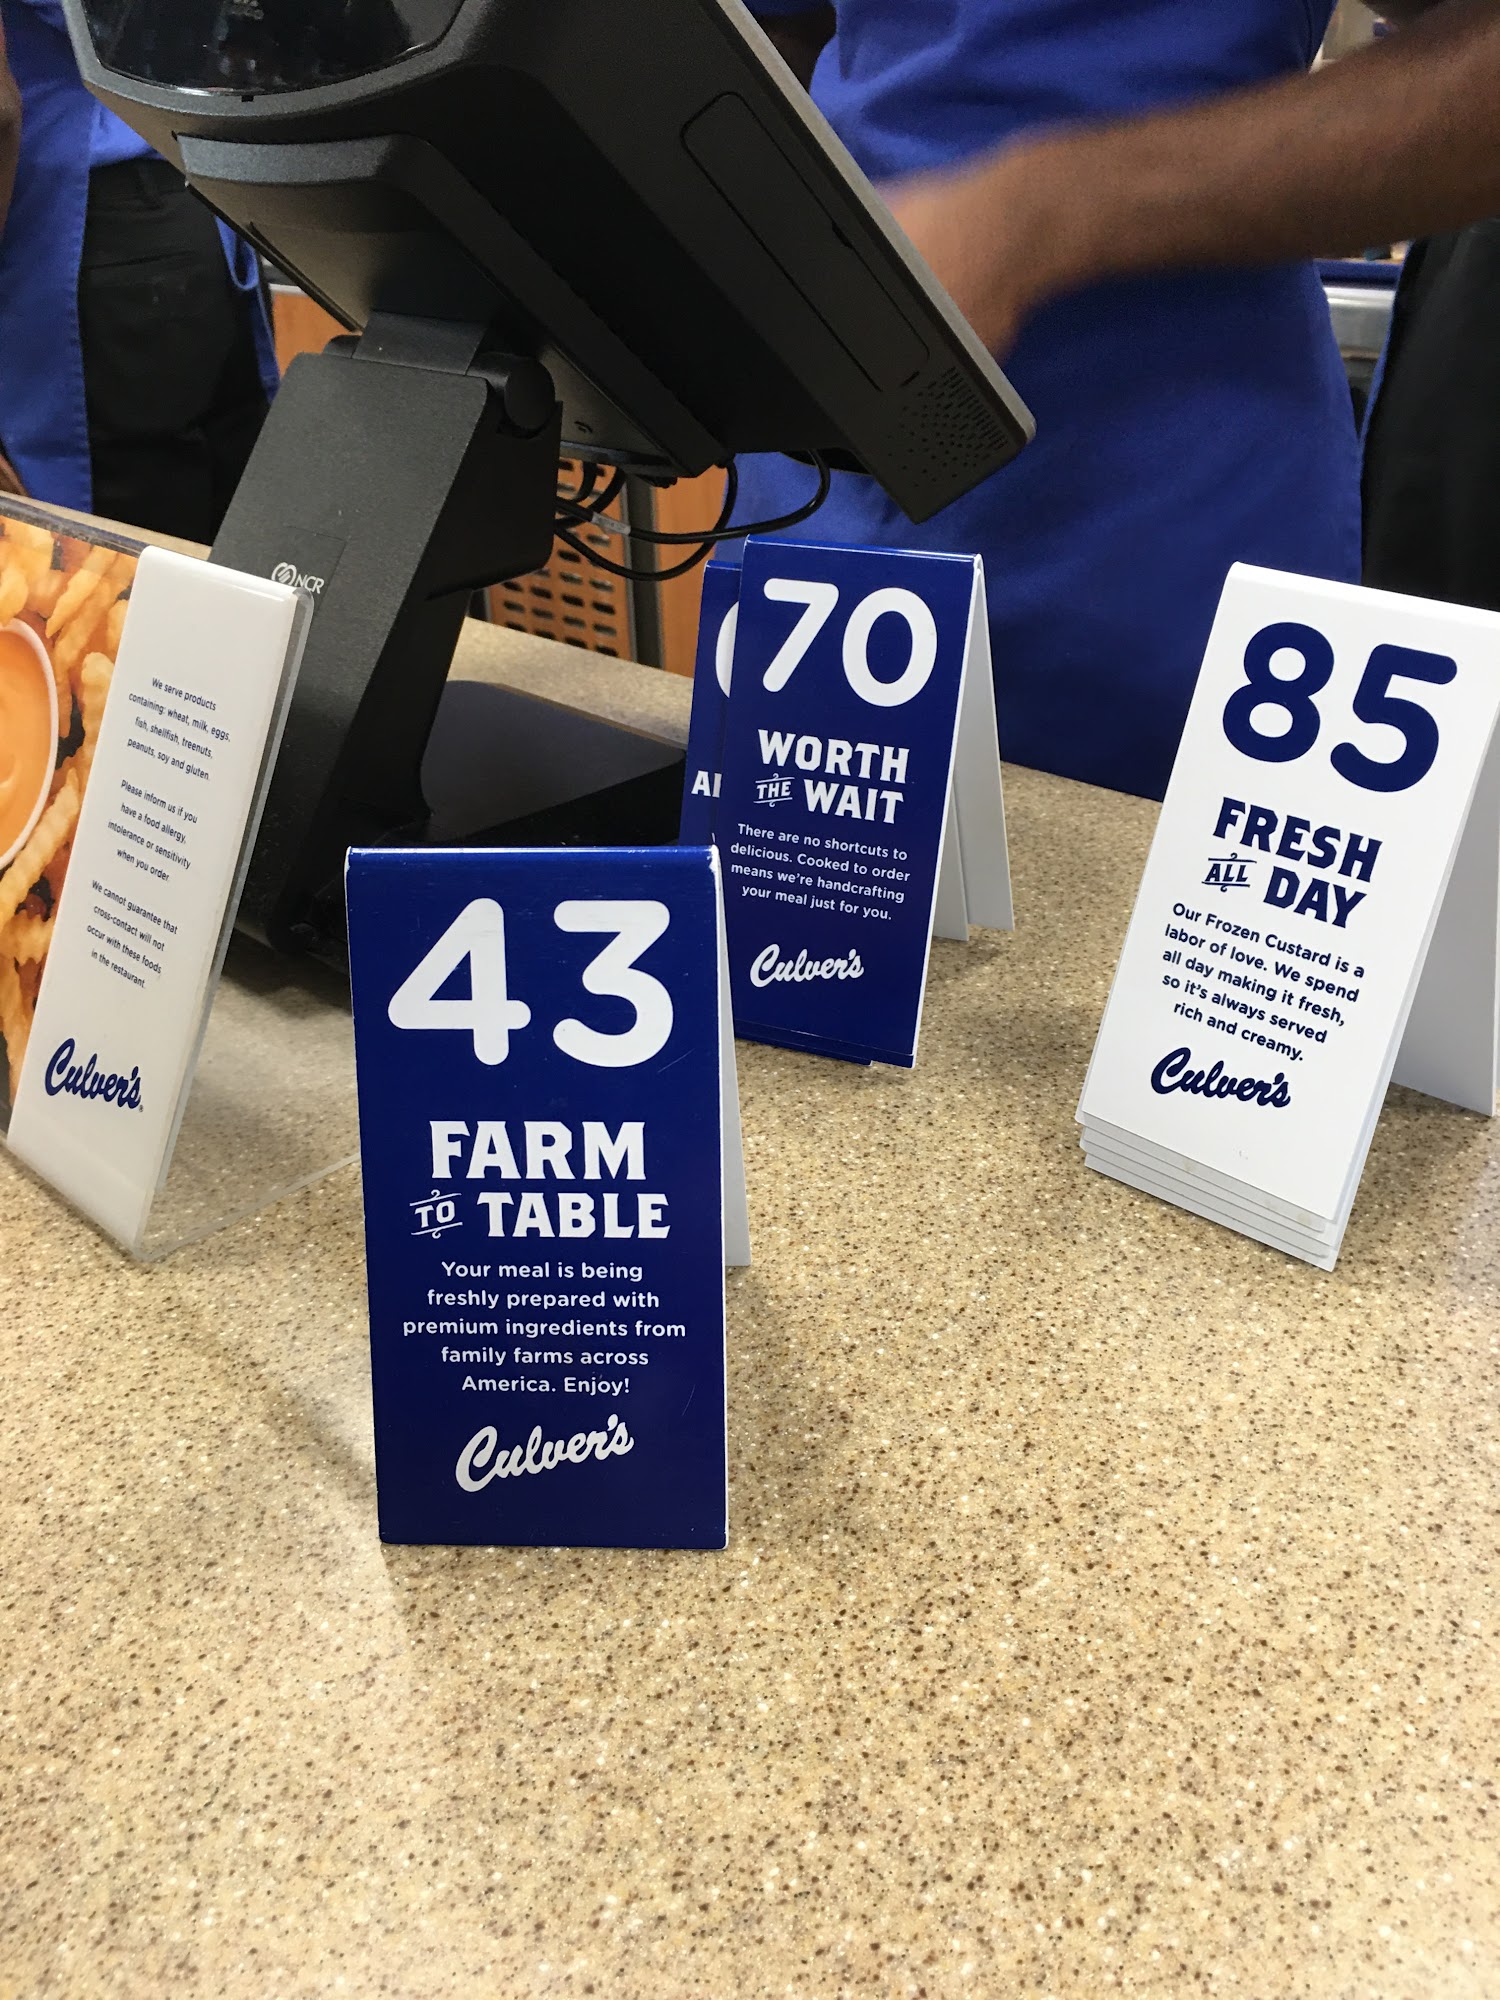 NCR
We serve products
containing: wheat, milk, eggs,
fish, shellfish, treenuts,
peanuts, soy and gluten.
Please inform us if you
have a food allergy,
intolerance or sensitivity
when you order.
We cannot guarantee that
cross-contact will not
occur with these foods
in the restaurant.
Culver's®
43
FARM
TO TABLE
Your meal is being
freshly prepared with
premium ingredients from
family farms across
America. Enjoy!
Culver's
70
WORTH
THE WAIT
There are no shortcuts to
delicious. Cooked to order
means we're handcrafting
your meal just for you.
Culver's
85
FRESH
ALL DAY
Our Frozen Custard is a
labor of love. We spend
all day making it fresh,
so it's always served
rich and creamy.
Culver's